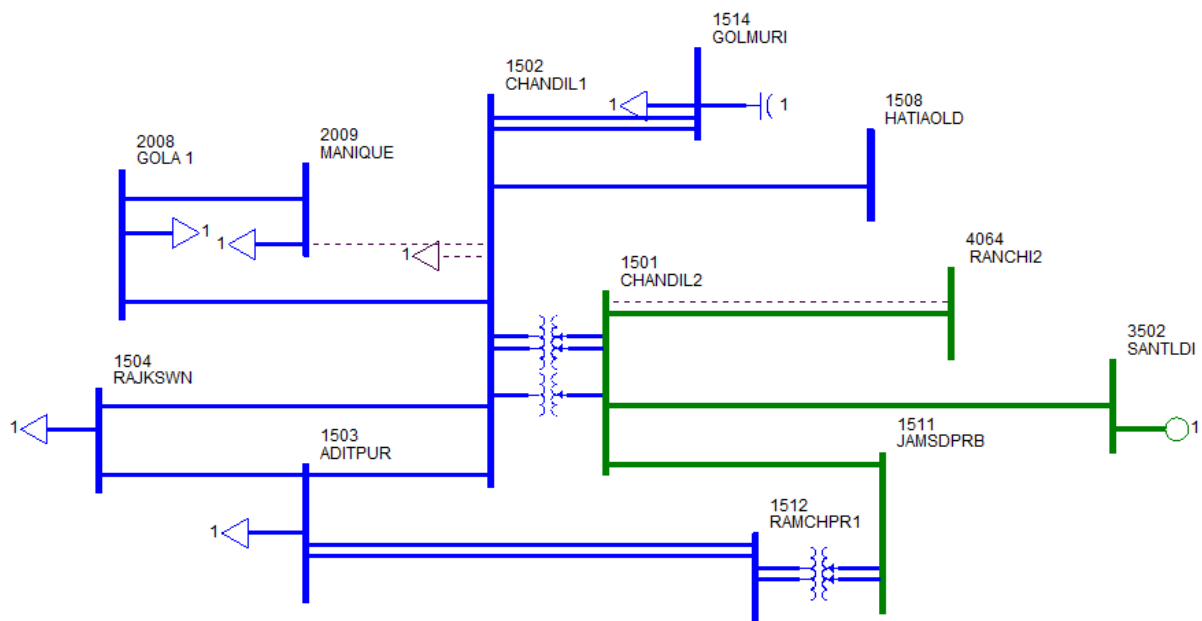 1514
GOLMURI
1502
CHANDIL1
1
1
1508
HATIAOLD
2008
GOLA 1
2009
MANIQUE
1
1
1
4064
RANCHI2
1501
CHANDIL2
3502
SANTLDI
1504
RAJKSWN
1
1
1503
ADITPUR
1511
JAMSDPRB
1512
RAMCHPR1
1